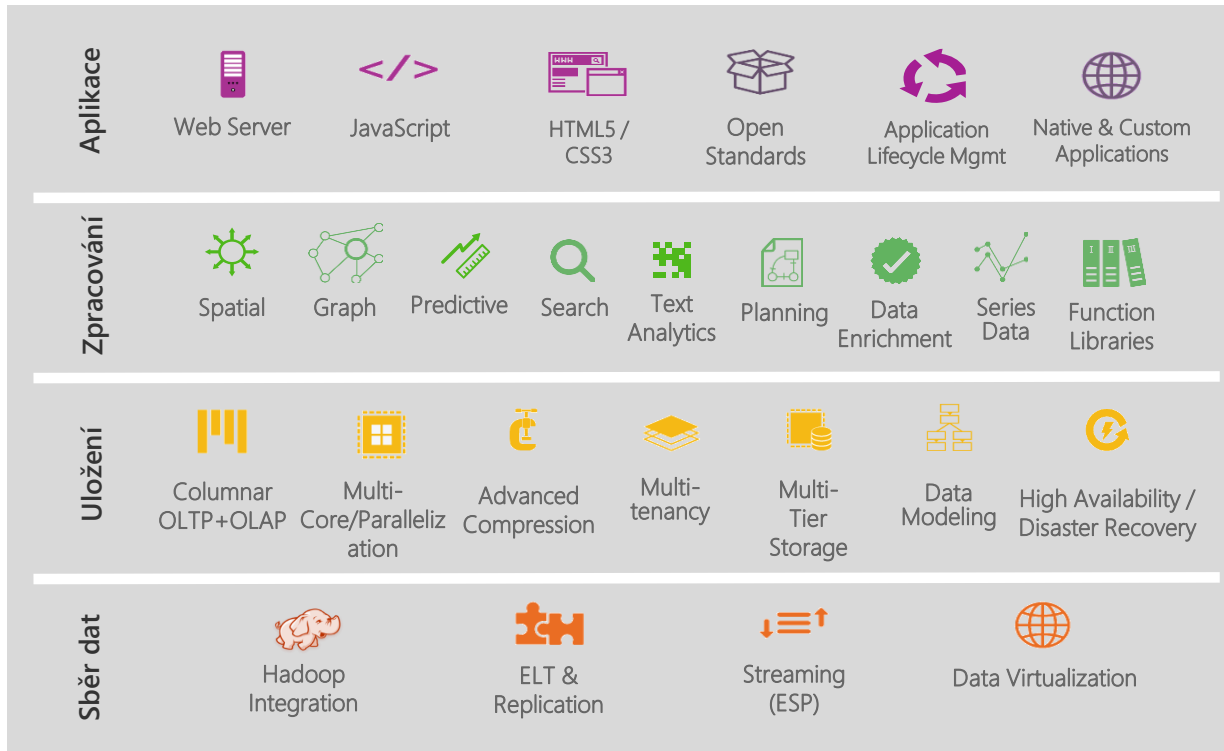 Aplikace
Web Server
JavaScript
HTML5 /
CSS3
Open
Standards
Application
Lifecycle Mgmt
Native & Custom
Applications
Zpracování
Spatial
Graph
Predictive
Search
Text
Analytics
Planning
Data
Enrichment
Series
Data
Function
Libraries
Uložení
Columnar
OLTP+OLAP
Multi-
Core/Paralleliz
ation
Advanced
Compression
Multi-
tenancy
Multi-
Tier
Storage
Data
Modeling
High Availability /
Disaster Recovery
Sběr dat
Hadoop
Integration
ELT &
Replication
Streaming
(ESP)
Data Virtualization